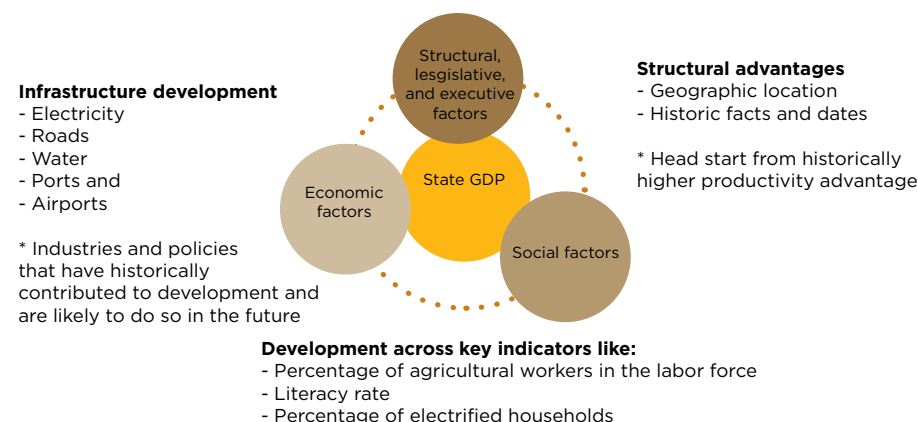 Structural,
lesgislative,
and executive
factors
Infrastructure development
- Electricity
- Roads
- Water
- Ports and
- Airports
* Industries and policies
that have historically
contributed to development and
are likely to do so in the future
Economic
factors
State GDP
Social factors
Structural advantages
- Geographic location
- Historic facts and dates
* Head start from historically
higher productivity advantage
Development across key indicators like:
- Percentage of agricultural workers in the labor force
- Literacy rate
- Percentage of electrified households